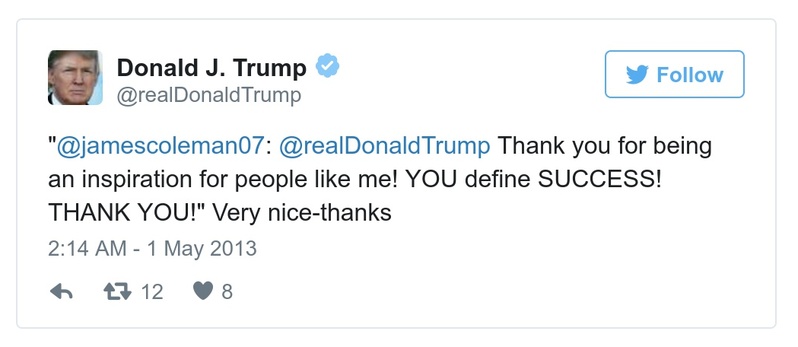 Donald J. Trump
@realDonaldTrump
Follow
"@jamescoleman07: @realDonaldTrump Thank you for being
an inspiration for people like me! YOU define SUCCESS!
THANK YOU!" Very nice-thanks
2:14 AM - 1 May 2013
12 8